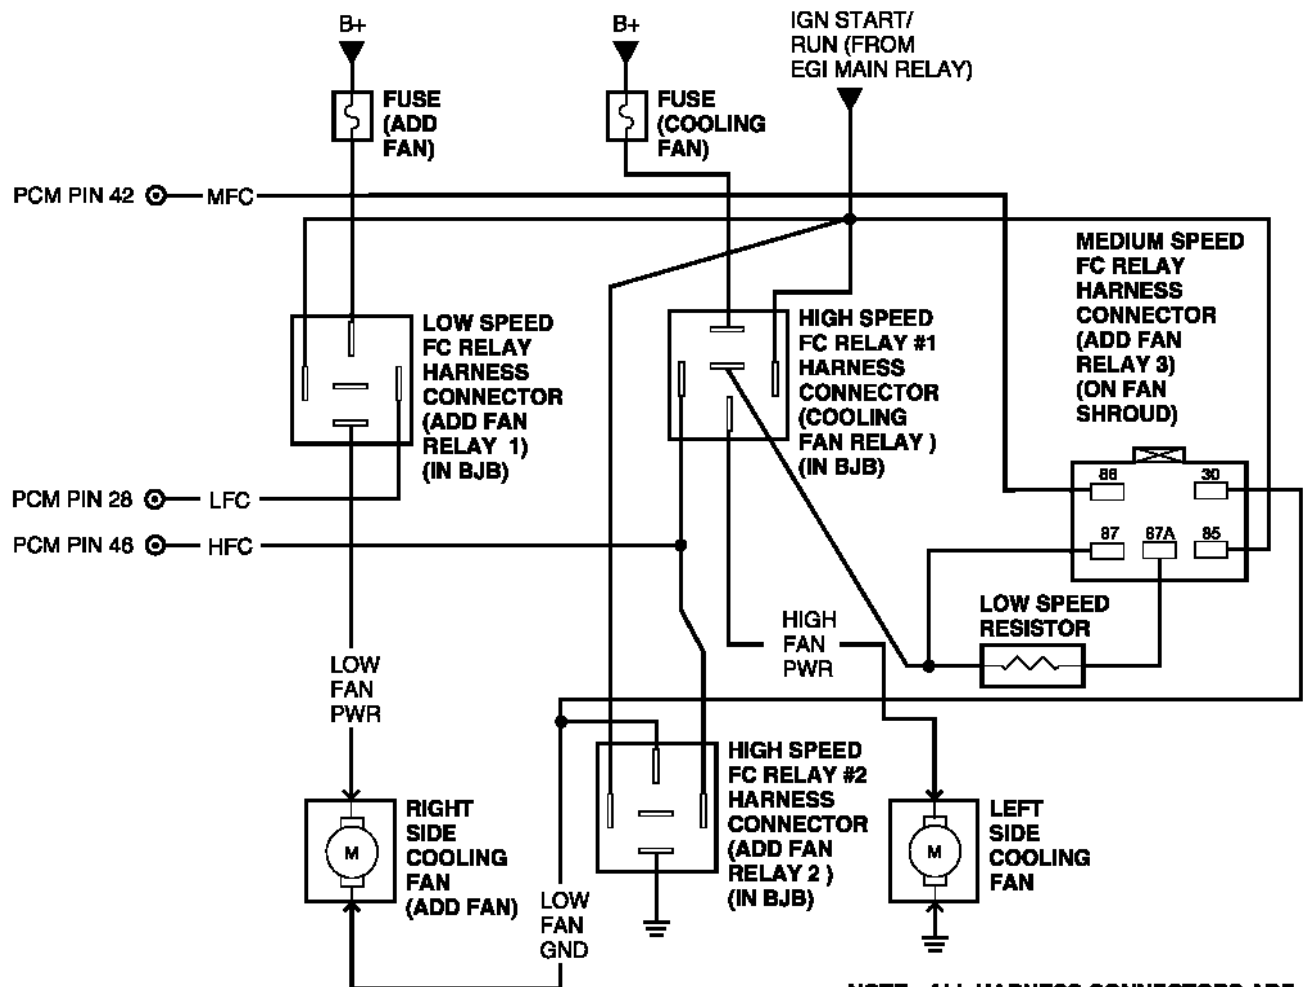 B+
B+
IGN START/
RUN (FROM
EGI MAIN RELAY)
FUSE
(ADD
FAN)
FUSE
(COOLING
FAN)
PCM PIN 42
MFC
MEDIUM SPEED
FC RELAY
HARNESS
CONNECTOR
(ADD FAN
RELAY 3)
(ON FAN
SHROUD)
LOW SPEED
FC RELAY
HARNESS
CONNECTOR
(ADD FAN
RELAY 1)
(IN BJB)
HIGH SPEED
FC RELAY #1
HARNESS
CONNECTOR
(COOLING
FAN RELAY )
(IN BJB)
86
30
87
87A
85
PCM PIN 28
LFC
PCM PIN 46
HFC
LOW SPEED
RESISTOR
HIGH
FAN
PWR
LOW
FAN
PWR
HIGH SPEED
FC RELAY #2
HARNESS
CONNECTOR
(ADD FAN
RELAY 2 )
(IN BJB)
M
RIGHT
SIDE
COOLING
FAN
(ADD FAN)
M
LEFT
SIDE
COOLING
FAN
LOW
FAN
GND
NOTE: ALL HARNESS CONNECTORS ARE